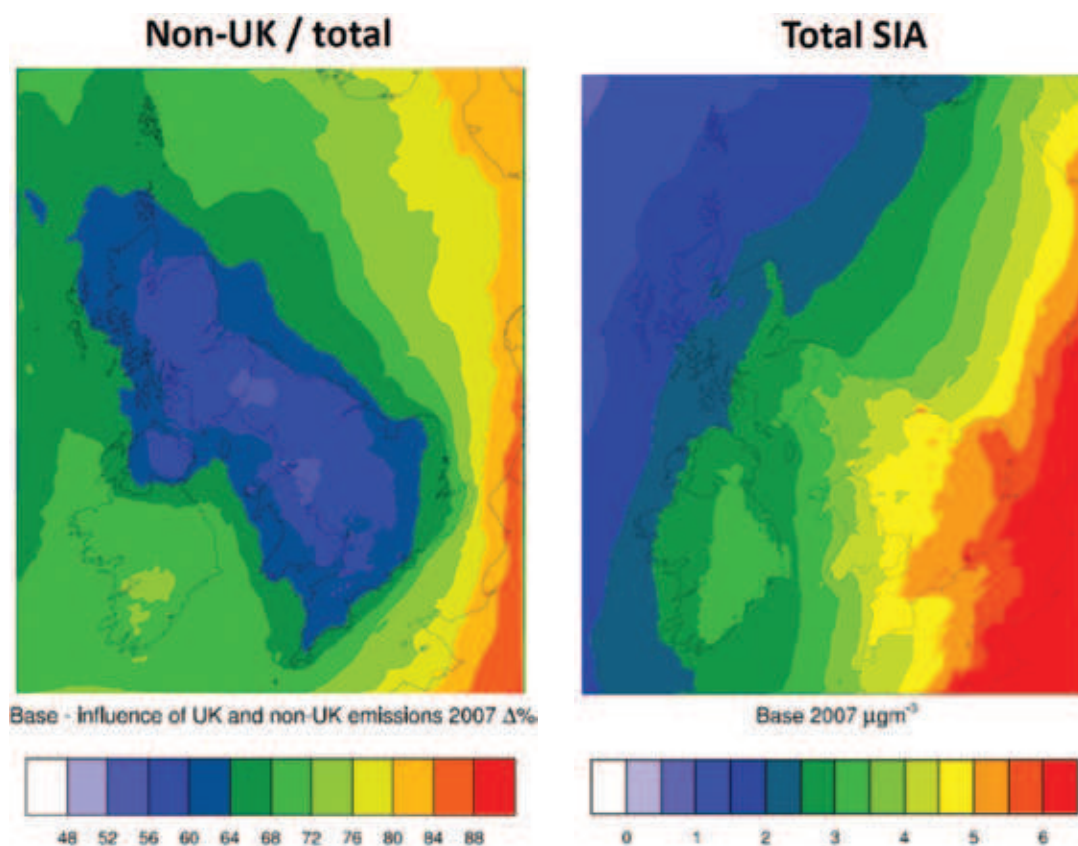 Non-UK / total
Total SIA
Base - influence of UK and non-UK emissions 2007 Δ%
Base 2007 µgm⁻³
48 52 56 60 64 68 72 76 80 84 88
0 1 2 3 4 5 6